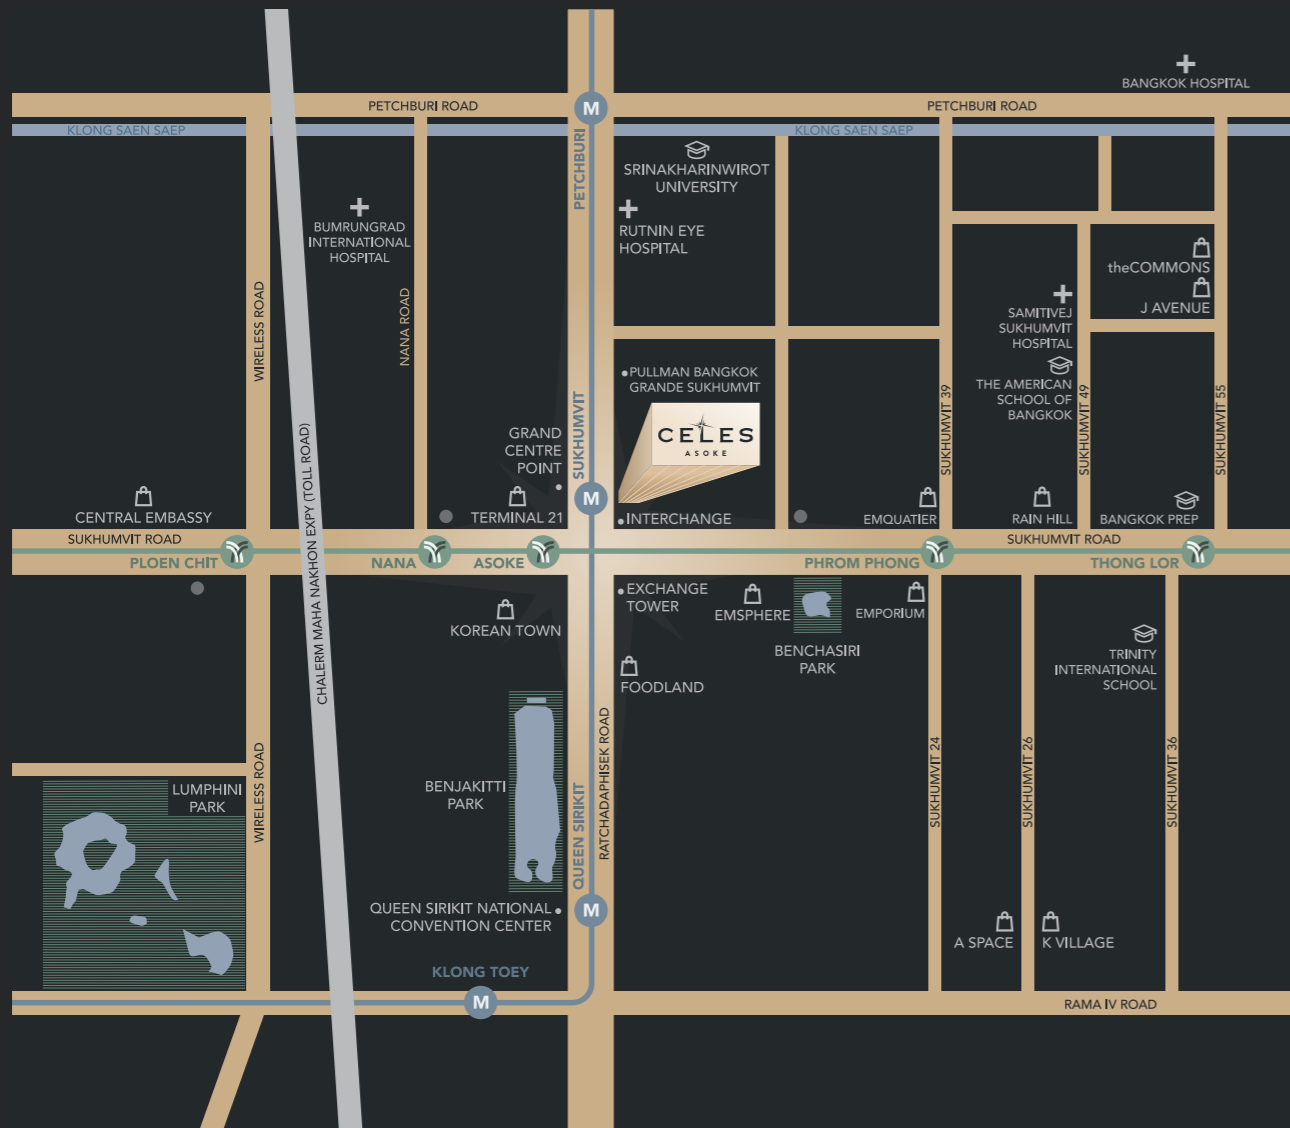 BANGKOK HOSPITAL
PETCHBURI ROAD
M
PETCHBURI ROAD
KLONG SAEN SAEP
KLONG SAEN SAEP
PETCHBURI
SRINAKHARINWIROT
UNIVERSITY
BUMRUNGRAD
INTERNATIONAL
HOSPITAL
RUTNIN EYE
HOSPITAL
theCOMMONS
J AVENUE
SAMITIVEJ
SUKHUMVIT
HOSPITAL
WIRELESS ROAD
NANA ROAD
THE AMERICAN
SCHOOL OF
BANGKOK
PULLMAN BANGKOK
GRANDE SUKHUMVIT
SUKHUMVIT
CELES
ASOKE
SUKHUMVIT 39
SUKHUMVIT 49
SUKHUMVIT 55
GRAND
CENTRE
POINT
M
CHALERM MAHA NAKHON EXPY (TOLL ROAD)
CENTRAL EMBASSY
TERMINAL 21
INTERCHANGE
EMQUATIER
RAIN HILL
BANGKOK PREP
SUKHUMVIT ROAD
SUKHUMVIT ROAD
PLOEN CHIT
NANA
ASOKE
PHROM PHONG
THONG LOR
EXCHANGE
TOWER
EMSPHERE
EMPORIUM
KOREAN TOWN
BENCHASIRI
PARK
TRINITY
INTERNATIONAL
SCHOOL
FOODLAND
RATCHADAPHISEK ROAD
WIRELESS ROAD
LUMPHINI
PARK
BENJAKITTI
PARK
QUEEN SIRIKIT
SUKHUMVIT 24
SUKHUMVIT 26
SUKHUMVIT 36
QUEEN SIRIKIT NATIONAL
CONVENTION CENTER
M
A SPACE
K VILLAGE
KLONG TOEY
M
RAMA IV ROAD